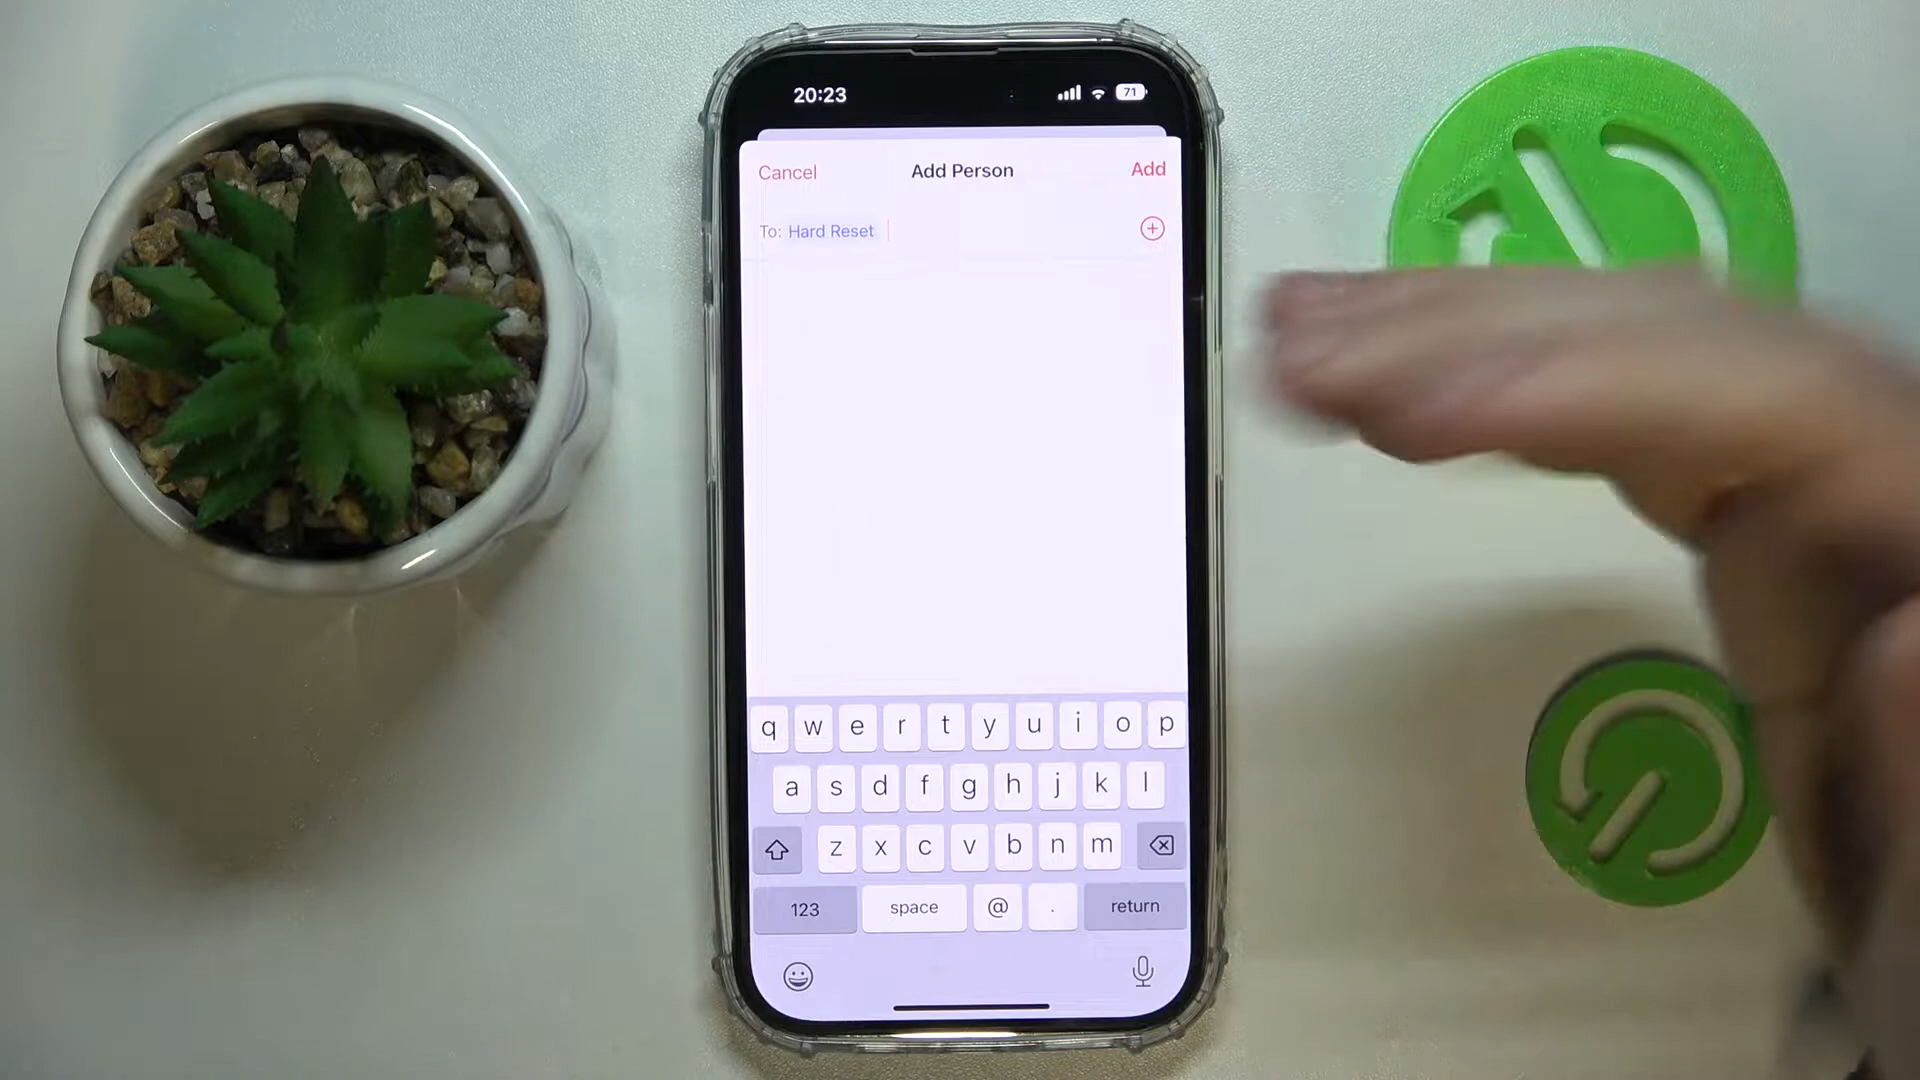 20:23
71
Cancel Add Person Add
To: Hard Reset
q w e r t y u i o p
a s d f g h j k l
z x c v b n m
123 space @ . return